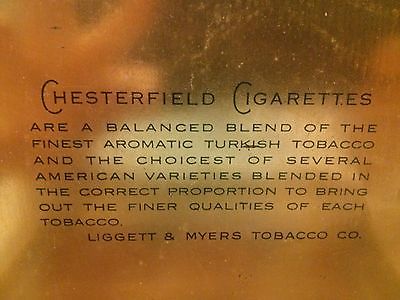 CHESTERFIELD CIGARETTES
ARE A BALANCED BLEND OF THE
FINEST AROMATIC TURKISH TOBACCO
AND THE CHOICEST OF SEVERAL
AMERICAN VARIETIES BLENDED IN
THE CORRECT PROPORTION TO BRING
OUT THE FINER QUALITIES OF EACH
TOBACCO.
LIGGETT & MYERS TOBACCO CO.